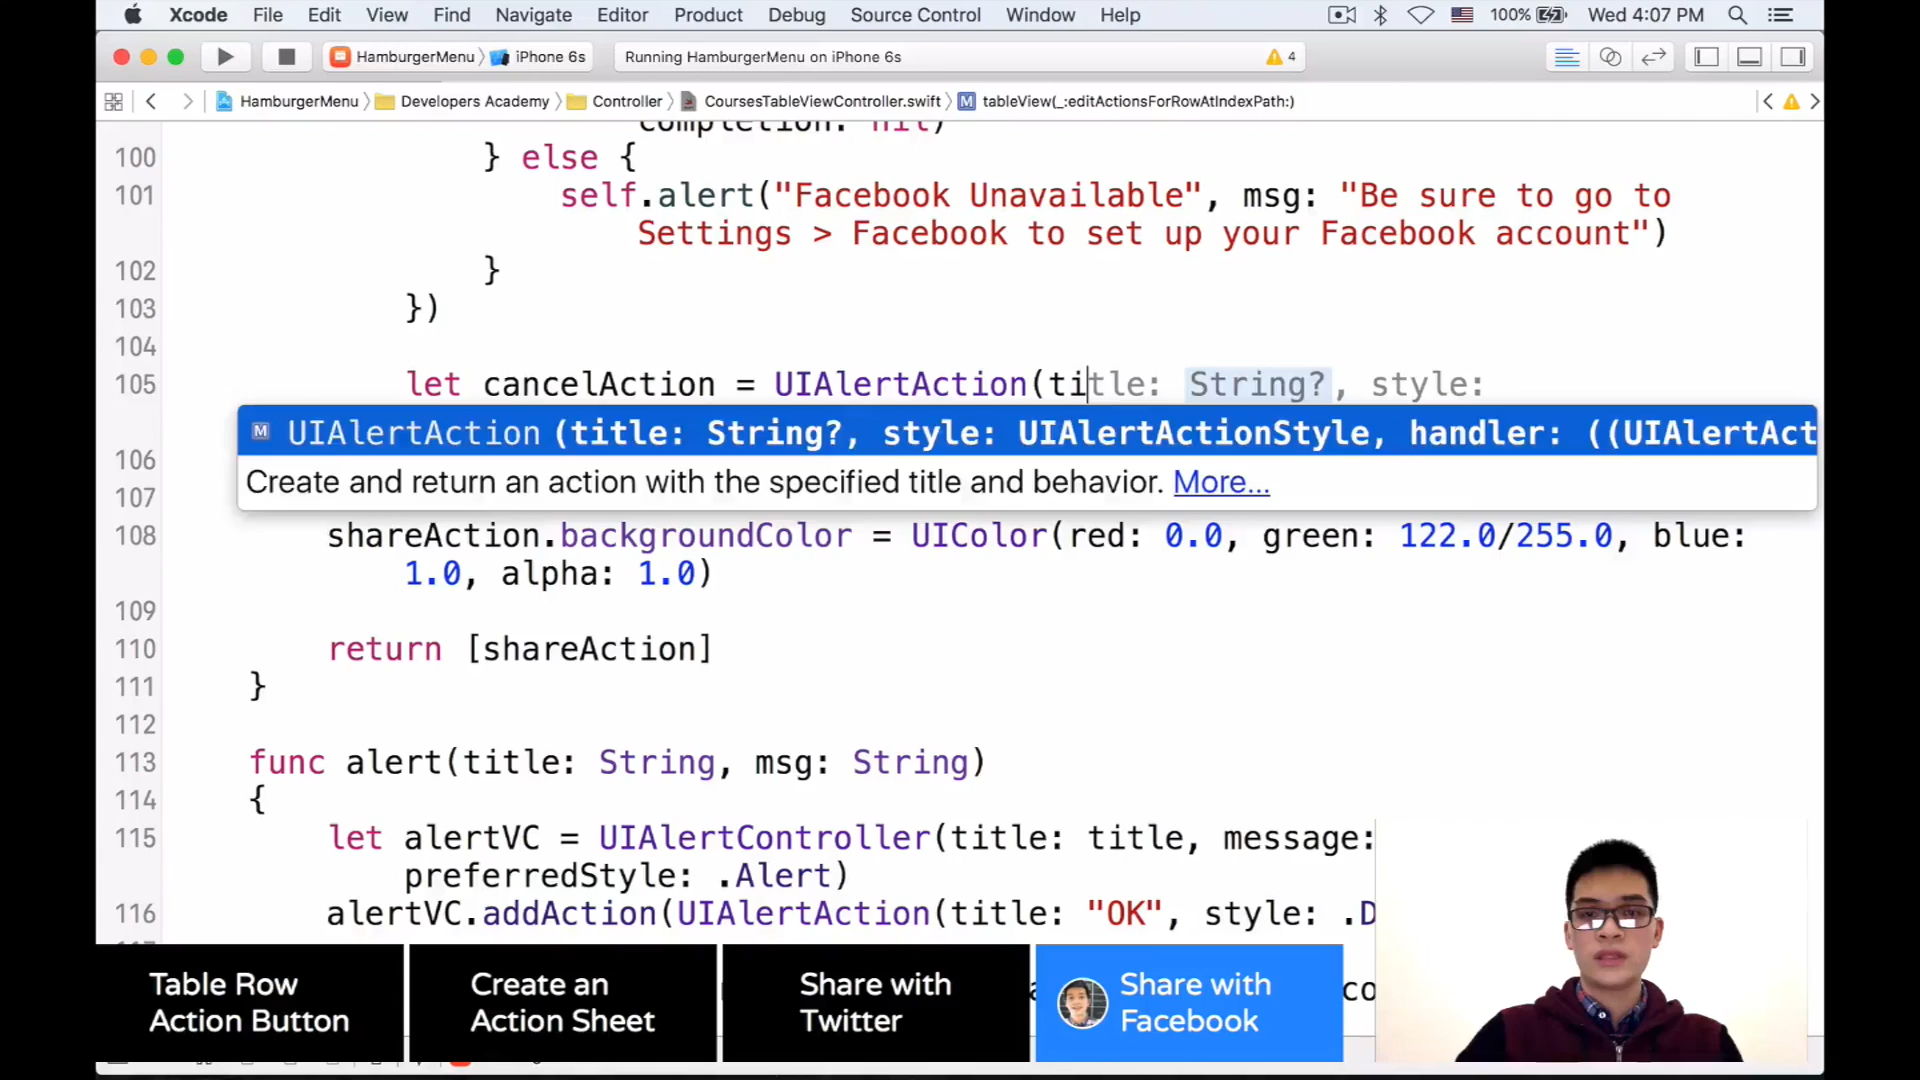 Xcode File Edit View Find Navigate Editor Product Debug Source Control Window Help 100% Wed 4:07 PM
HamburgerMenu iPhone 6s Running HamburgerMenu on iPhone 6s 4
HamburgerMenu Developers Academy Controller CoursesTableViewController.swift M tableView(_:editActionsForRowAtIndexPath:)
completion: nil)
100 } else {
101 self.alert("Facebook Unavailable", msg: "Be sure to go to
Settings > Facebook to set up your Facebook account")
102 }
103 })
104
105 let cancelAction = UIAlertAction(title: String?, style:
M UIAlertAction (title: String?, style: UIAlertActionStyle, handler: ((UIAlertAct
106
Create and return an action with the specified title and behavior. More...
107
108 shareAction.backgroundColor = UIColor(red: 0.0, green: 122.0/255.0, blue:
1.0, alpha: 1.0)
109
110 return [shareAction]
111 }
112
113 func alert(title: String, msg: String)
114 {
115 let alertVC = UIAlertController(title: title, message:
preferredStyle: .Alert)
116 alertVC.addAction(UIAlertAction(title: "OK", style: .D
Table Row
Action Button
Create an
Action Sheet
Share with
Twitter
Share with
Facebook
co